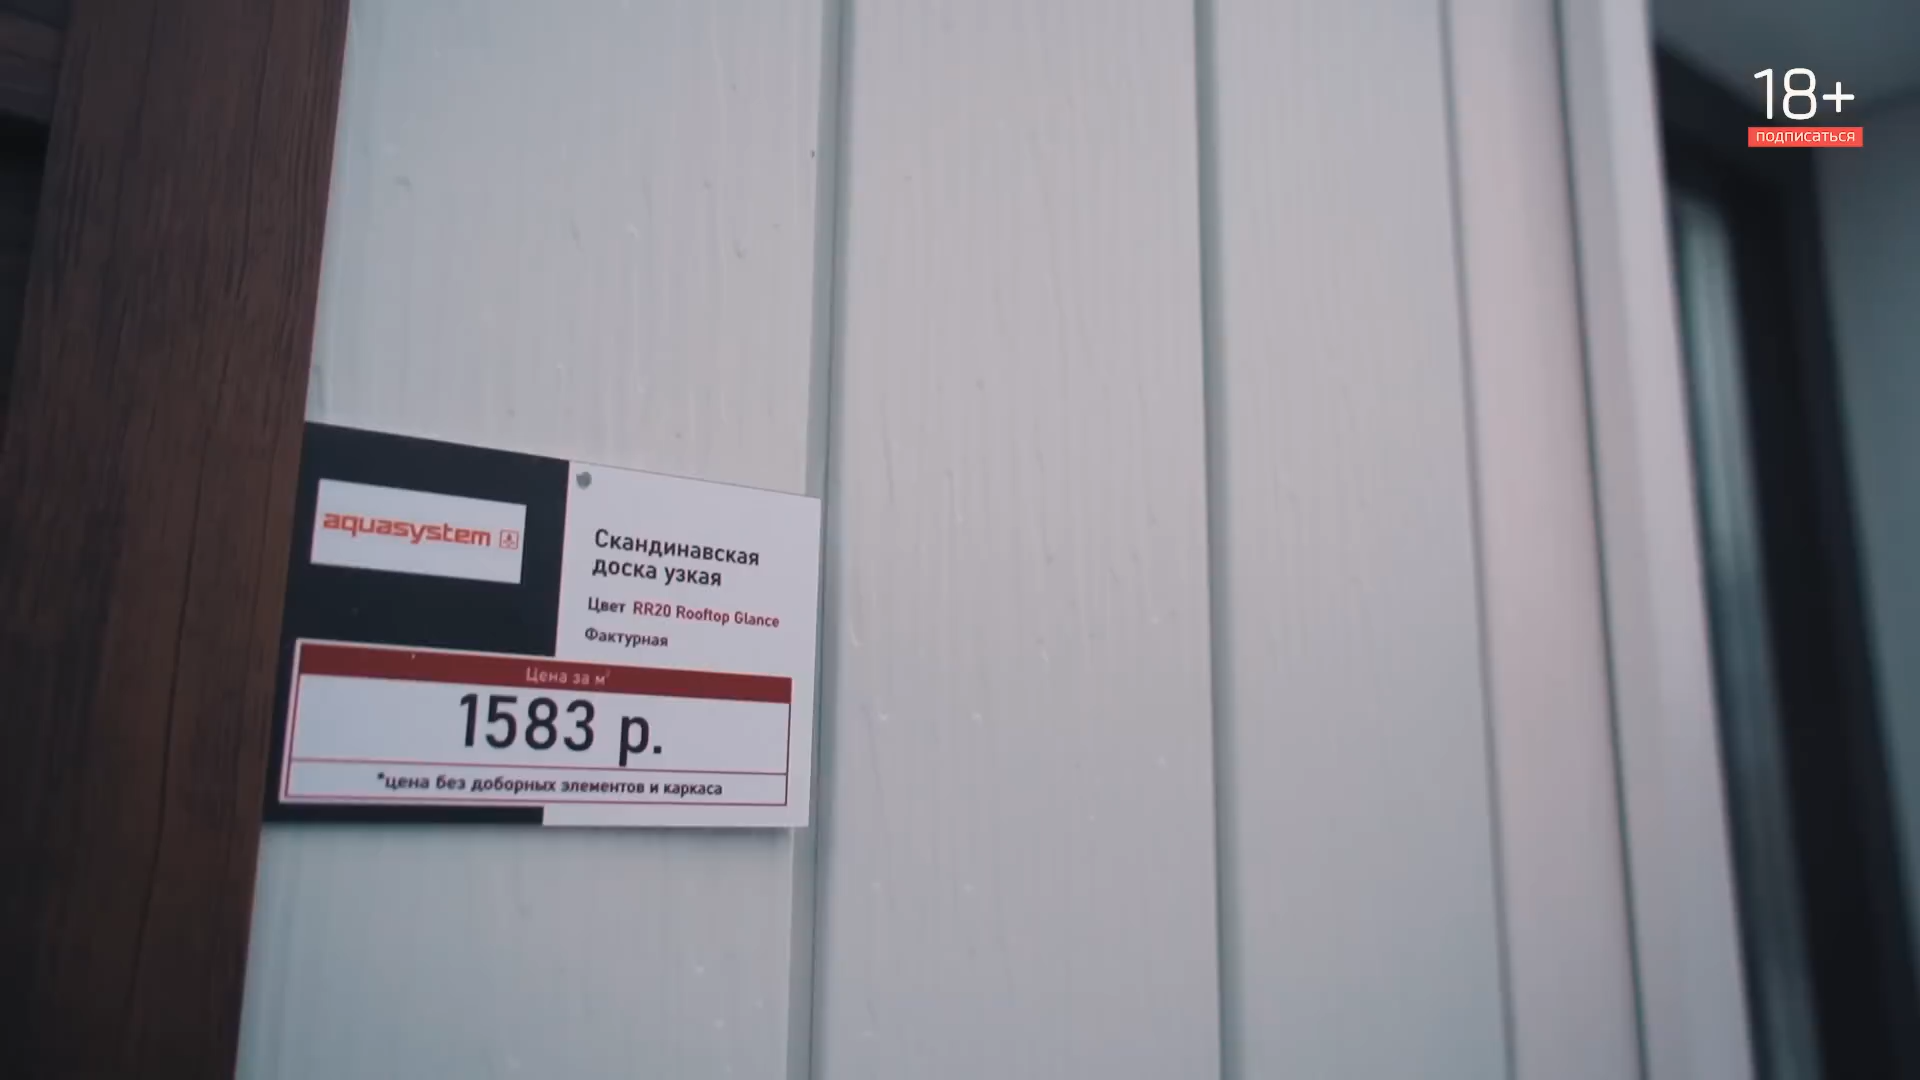 18+
подписаться
aquasystem
Скандинавская
доска узкая
Цвет RR20 Rooftop Glance
Фактурная
Цена за м²
1583 р.
*цена без доборных элементов и каркаса